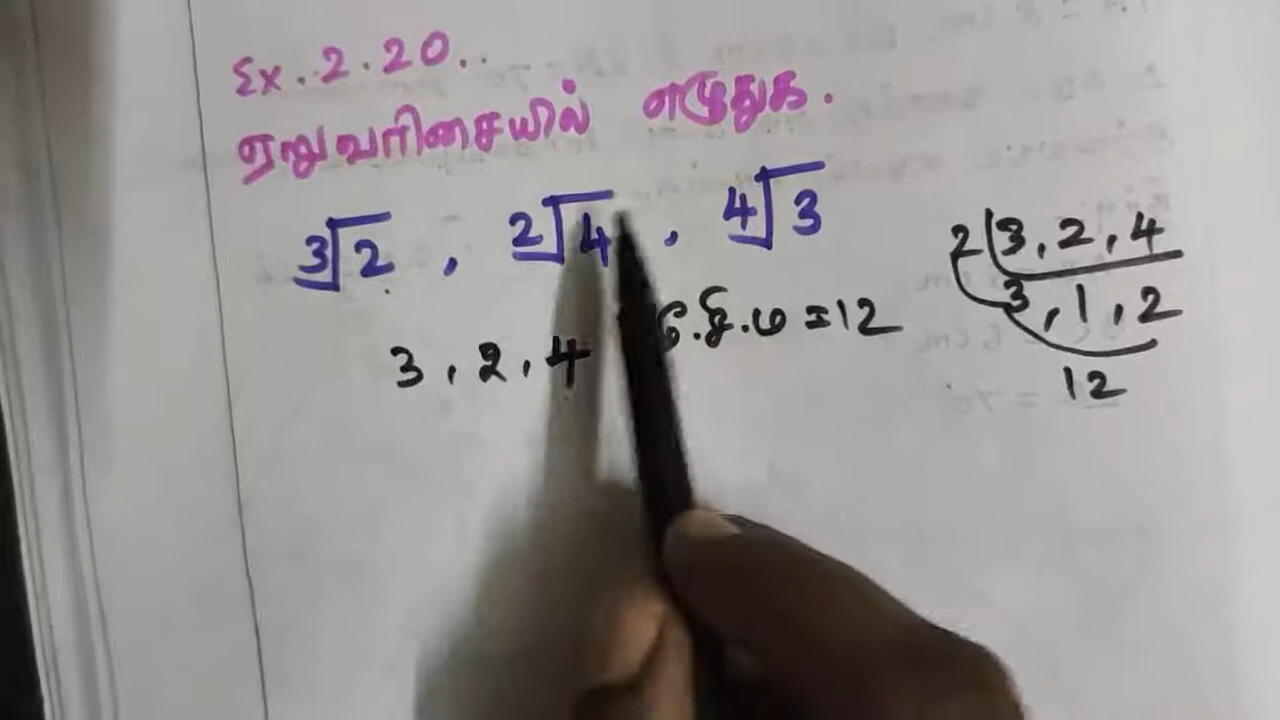 Ex.2.20..
ஏறுவரிசையில் எழுதுக.
³√2 , ²√4 , ⁴√3
3 , 2 , 4 .சி.ம = 12
2 | 3, 2, 4
3, 1, 2
12